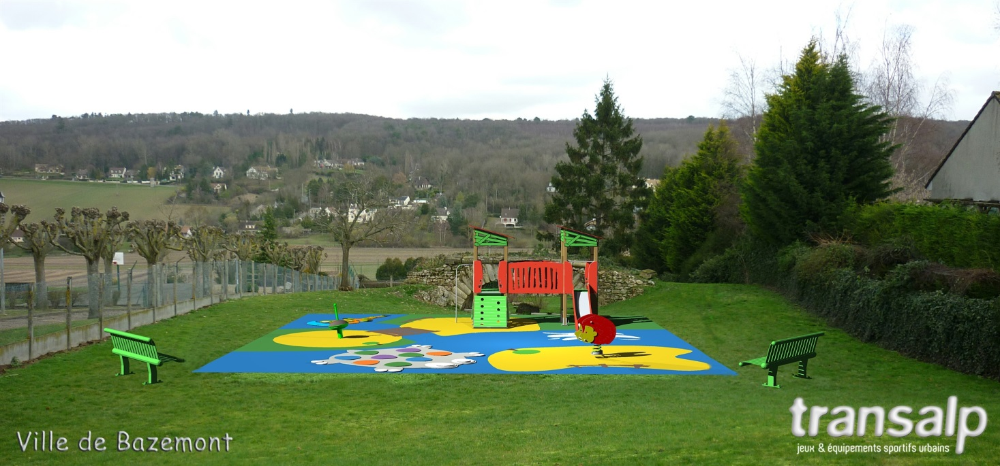 Ville de Bazemont
transalp
jeux & équipements sportifs urbains